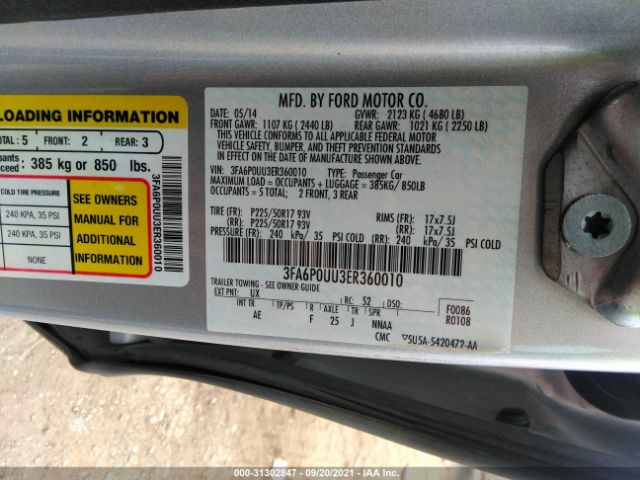 LOADING INFORMATION
TOTAL: 5 FRONT: 2 REAR: 3
385 kg or 850 lbs.
COLD TIRE PRESSURE
240 KPA, 35 PSI
240 KPA, 35 PSI
NONE
SEE OWNERS
MANUAL FOR
ADDITIONAL
INFORMATION
3FA6P0UU3ER360010
MFD. BY FORD MOTOR CO.
05/14 GVWR: 2123 KG ( 4680 LB)
FRONT GAWR: 1107 KG ( 2440 LB) REAR GAWR: 1021 KG ( 2250 LB)
THIS VEHICLE CONFORMS TO ALL APPLICABLE FEDERAL MOTOR
VEHICLE SAFETY, BUMPER, AND THEFT PREVENTION STANDARDS
IN EFFECT ON THE DATE OF MANUFACTURE SHOWN ABOVE.
VIN: 3FA6P0UU3ER360010 TYPE: Passenger Car
MAXIMUM LOAD = OCCUPANTS + LUGGAGE = 385KG/850LB
OCCUPANTS = 5 TOTAL; 2 FRONT, 3 REAR
TIRE (FR): P225/50R17 93V RIMS (FR): 17x7.5J
(RR): P225/50R17 93V (RR): 17x7.5J
PRESSURE (FR): 240 kPa/ 35 PSI COLD (RR): 240 kPa/ 35 PSI COLD
3FA6P0UU3ER360010
TRAILER TOWING - SEE OWNER GUIDE
EXT PNT: UX RC: 52 DSO:
INT TR TP/PS R AXLE TR SPR
AE F 25 J NNAA
F0086
R0108
CMC 5U5A-5420472-AA
000-31302847 - 09/20/2021 - IAA Inc.